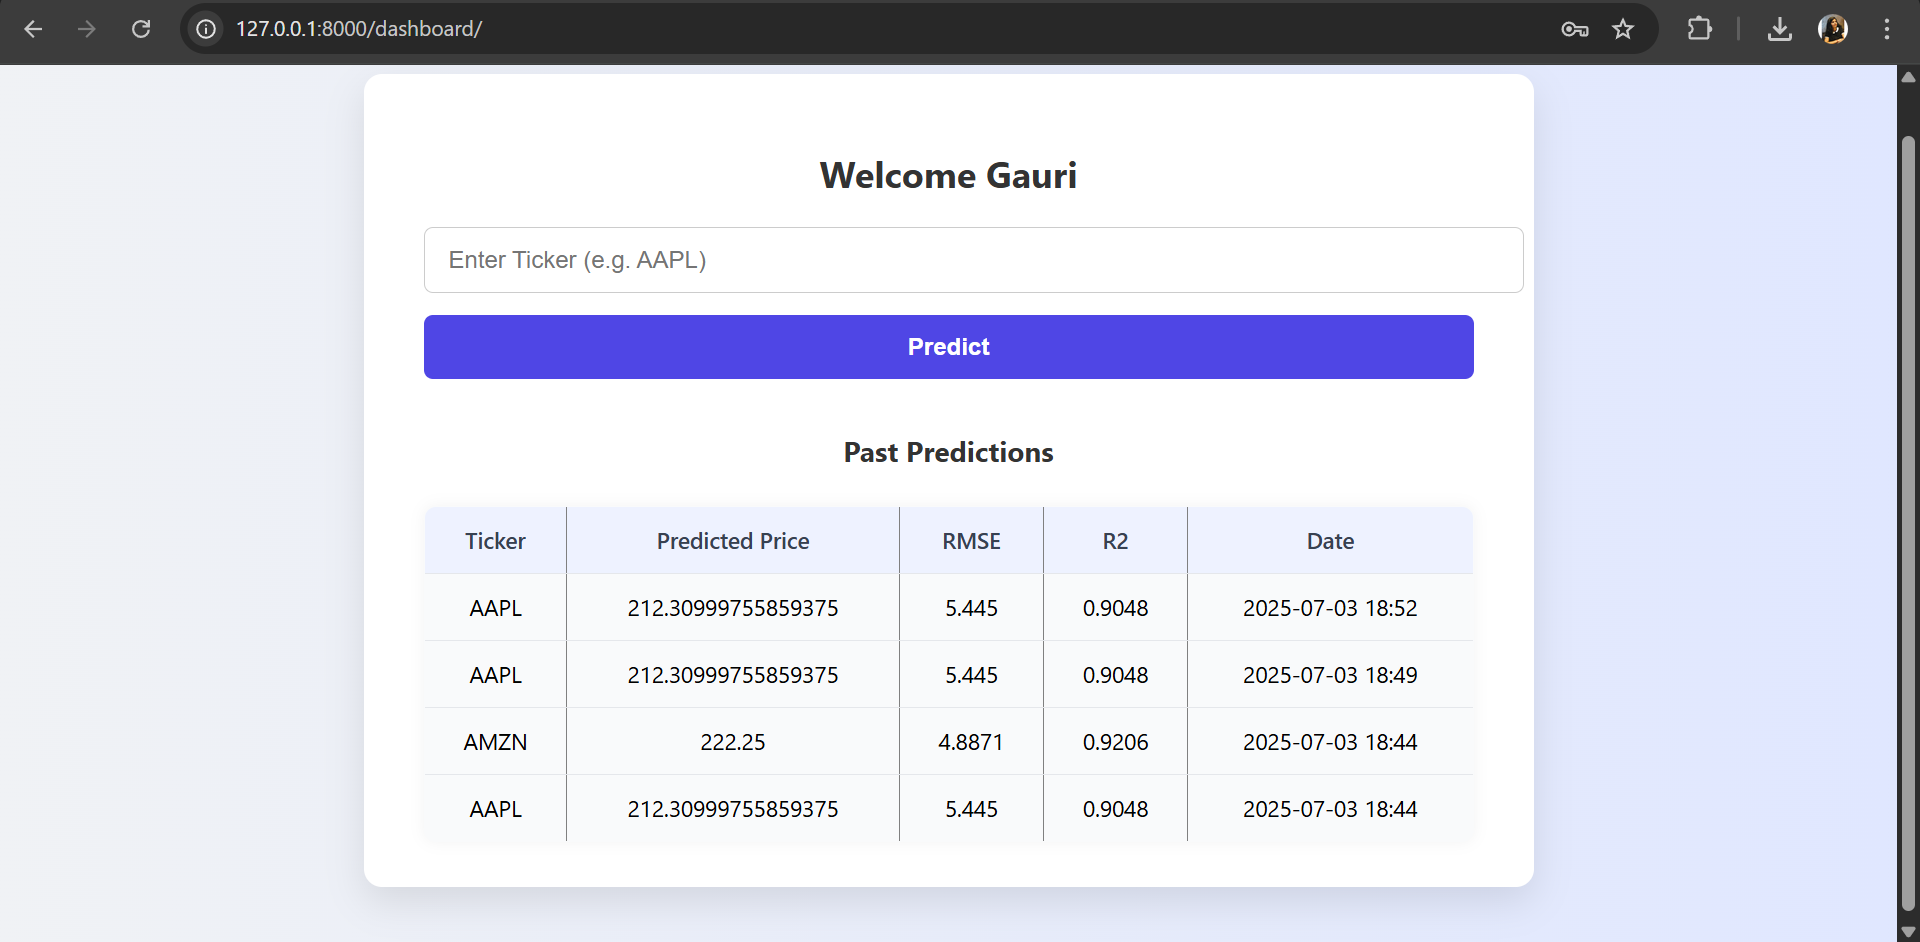 127.0.0.1:8000/dashboard/
Welcome Gauri
Enter Ticker (e.g. AAPL)
Predict
Past Predictions
Ticker Predicted Price RMSE R2 Date
AAPL 212.30999755859375 5.445 0.9048 2025-07-03 18:52
AAPL 212.30999755859375 5.445 0.9048 2025-07-03 18:49
AMZN 222.25 4.8871 0.9206 2025-07-03 18:44
AAPL 212.30999755859375 5.445 0.9048 2025-07-03 18:44